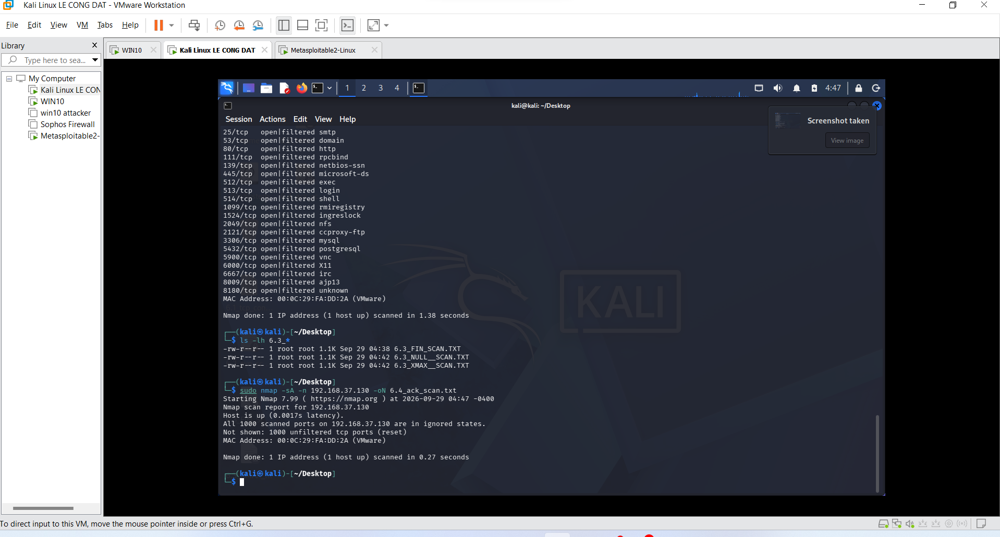 Kali Linux LE CONG DAT - VMware Workstation
File Edit View VM Tabs Help
Library
Type here to sea...
WIN10
Kali Linux LE CONG DAT
Metasploitable2-Linux
My Computer
Kali Linux LE CON
WIN10
win10 attacker
Sophos Firewall
Metasploitable2-
1 2 3 4
4:47
kali@kali: ~/Desktop
Session Actions Edit View Help
Screenshot taken
View image
25/tcp open|filtered smtp
53/tcp open|filtered domain
80/tcp open|filtered http
111/tcp open|filtered rpcbind
139/tcp open|filtered netbios-ssn
445/tcp open|filtered microsoft-ds
512/tcp open|filtered exec
513/tcp open|filtered login
514/tcp open|filtered shell
1099/tcp open|filtered rmiregistry
1524/tcp open|filtered ingreslock
2049/tcp open|filtered nfs
2121/tcp open|filtered ccproxy-ftp
3306/tcp open|filtered mysql
5432/tcp open|filtered postgresql
5900/tcp open|filtered vnc
6000/tcp open|filtered X11
6667/tcp open|filtered irc
8009/tcp open|filtered ajp13
8180/tcp open|filtered unknown
MAC Address: 00:0C:29:FA:DD:2A (VMware)
Nmap done: 1 IP address (1 host up) scanned in 1.38 seconds
┌──(kali㉿kali)-[~/Desktop]
└─$ ls -lh 6.3_*
-rw-r--r-- 1 root root 1.1K Sep 29 04:38 6.3_FIN_SCAN.TXT
-rw-r--r-- 1 root root 1.1K Sep 29 04:42 6.3_NULL__SCAN.TXT
-rw-r--r-- 1 root root 1.1K Sep 29 04:42 6.3_XMAX__SCAN.TXT
┌──(kali㉿kali)-[~/Desktop]
└─$ sudo nmap -sA -n 192.168.37.130 -oN 6.4_ack_scan.txt
Starting Nmap 7.99 ( https://nmap.org ) at 2026-09-29 04:47 -0400
Nmap scan report for 192.168.37.130
Host is up (0.0017s latency).
All 1000 scanned ports on 192.168.37.130 are in ignored states.
Not shown: 1000 unfiltered tcp ports (reset)
MAC Address: 00:0C:29:FA:DD:2A (VMware)
Nmap done: 1 IP address (1 host up) scanned in 0.27 seconds
┌──(kali㉿kali)-[~/Desktop]
└─$
KALI
To direct input to this VM, move the mouse pointer inside or press Ctrl+G.